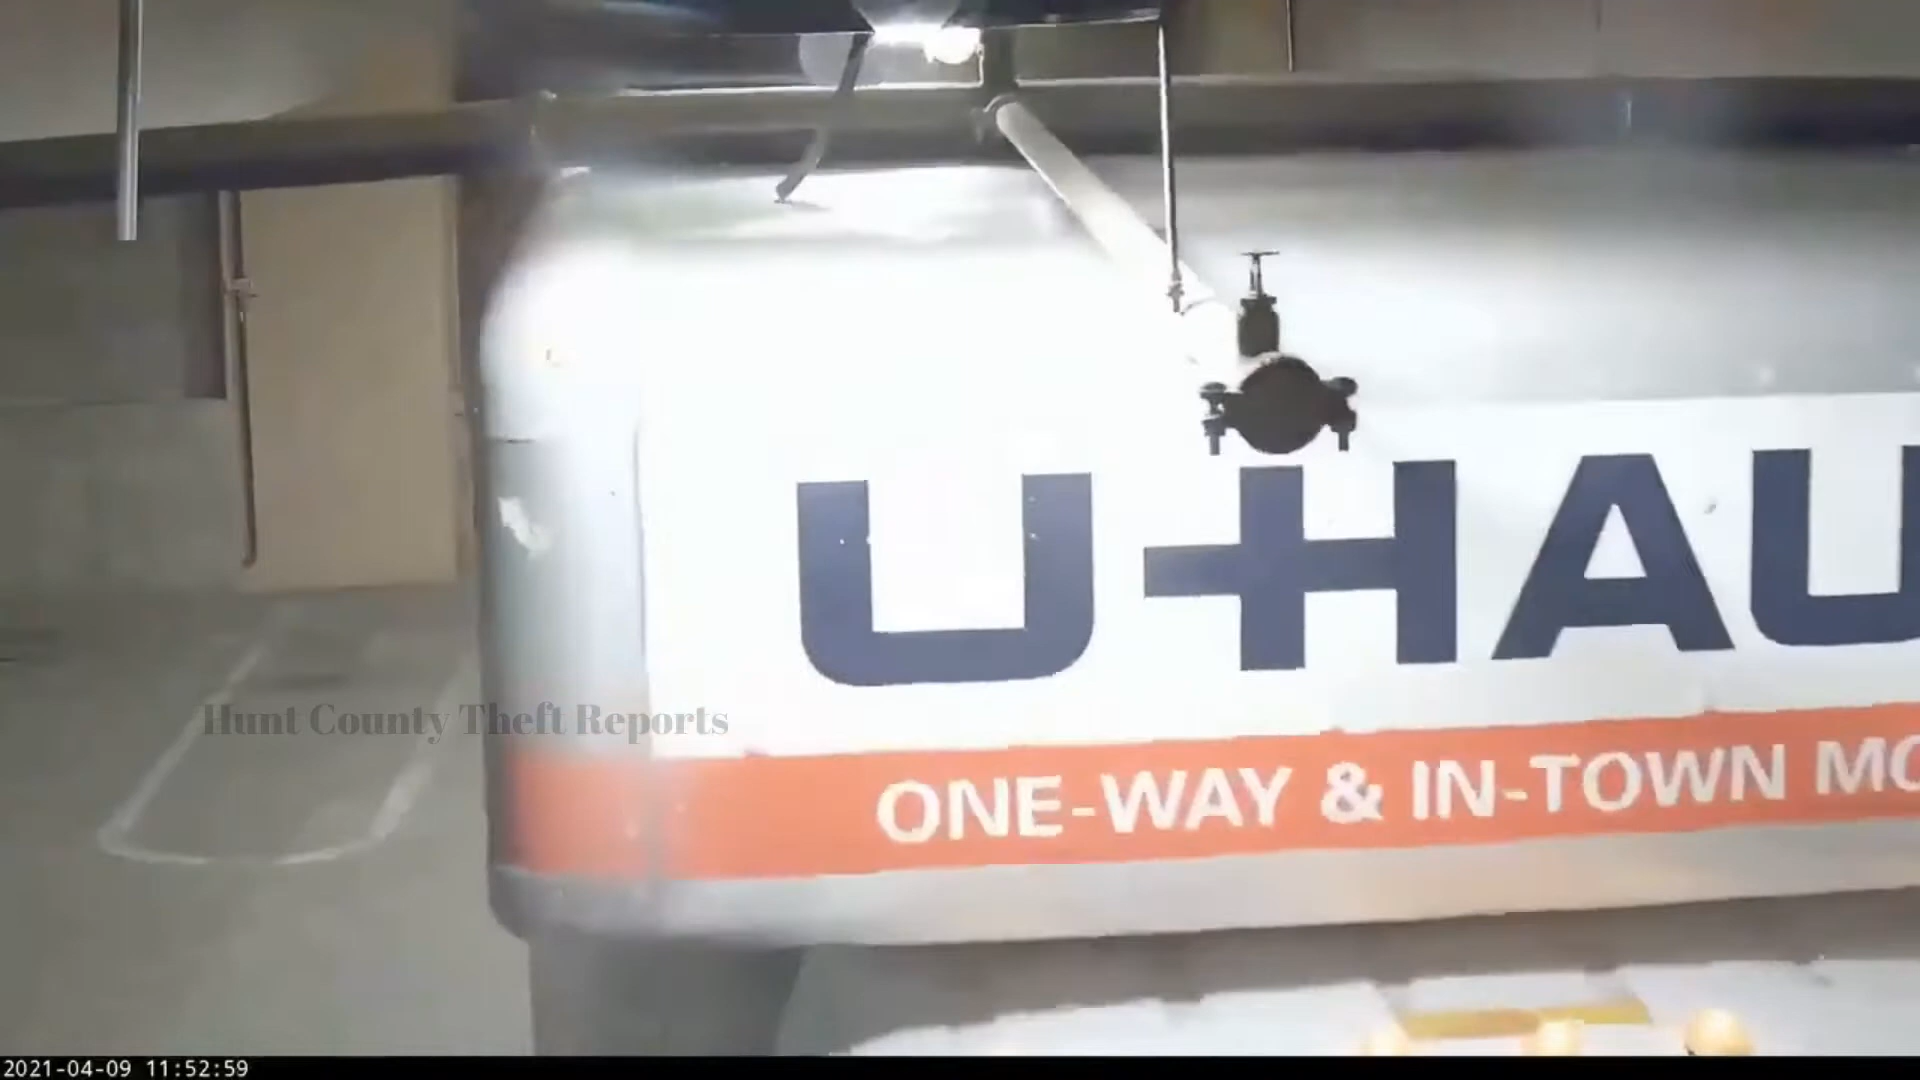 U-HAU
ONE-WAY & IN-TOWN MO
Hunt County Theft Reports
2021-04-09 11:52:59